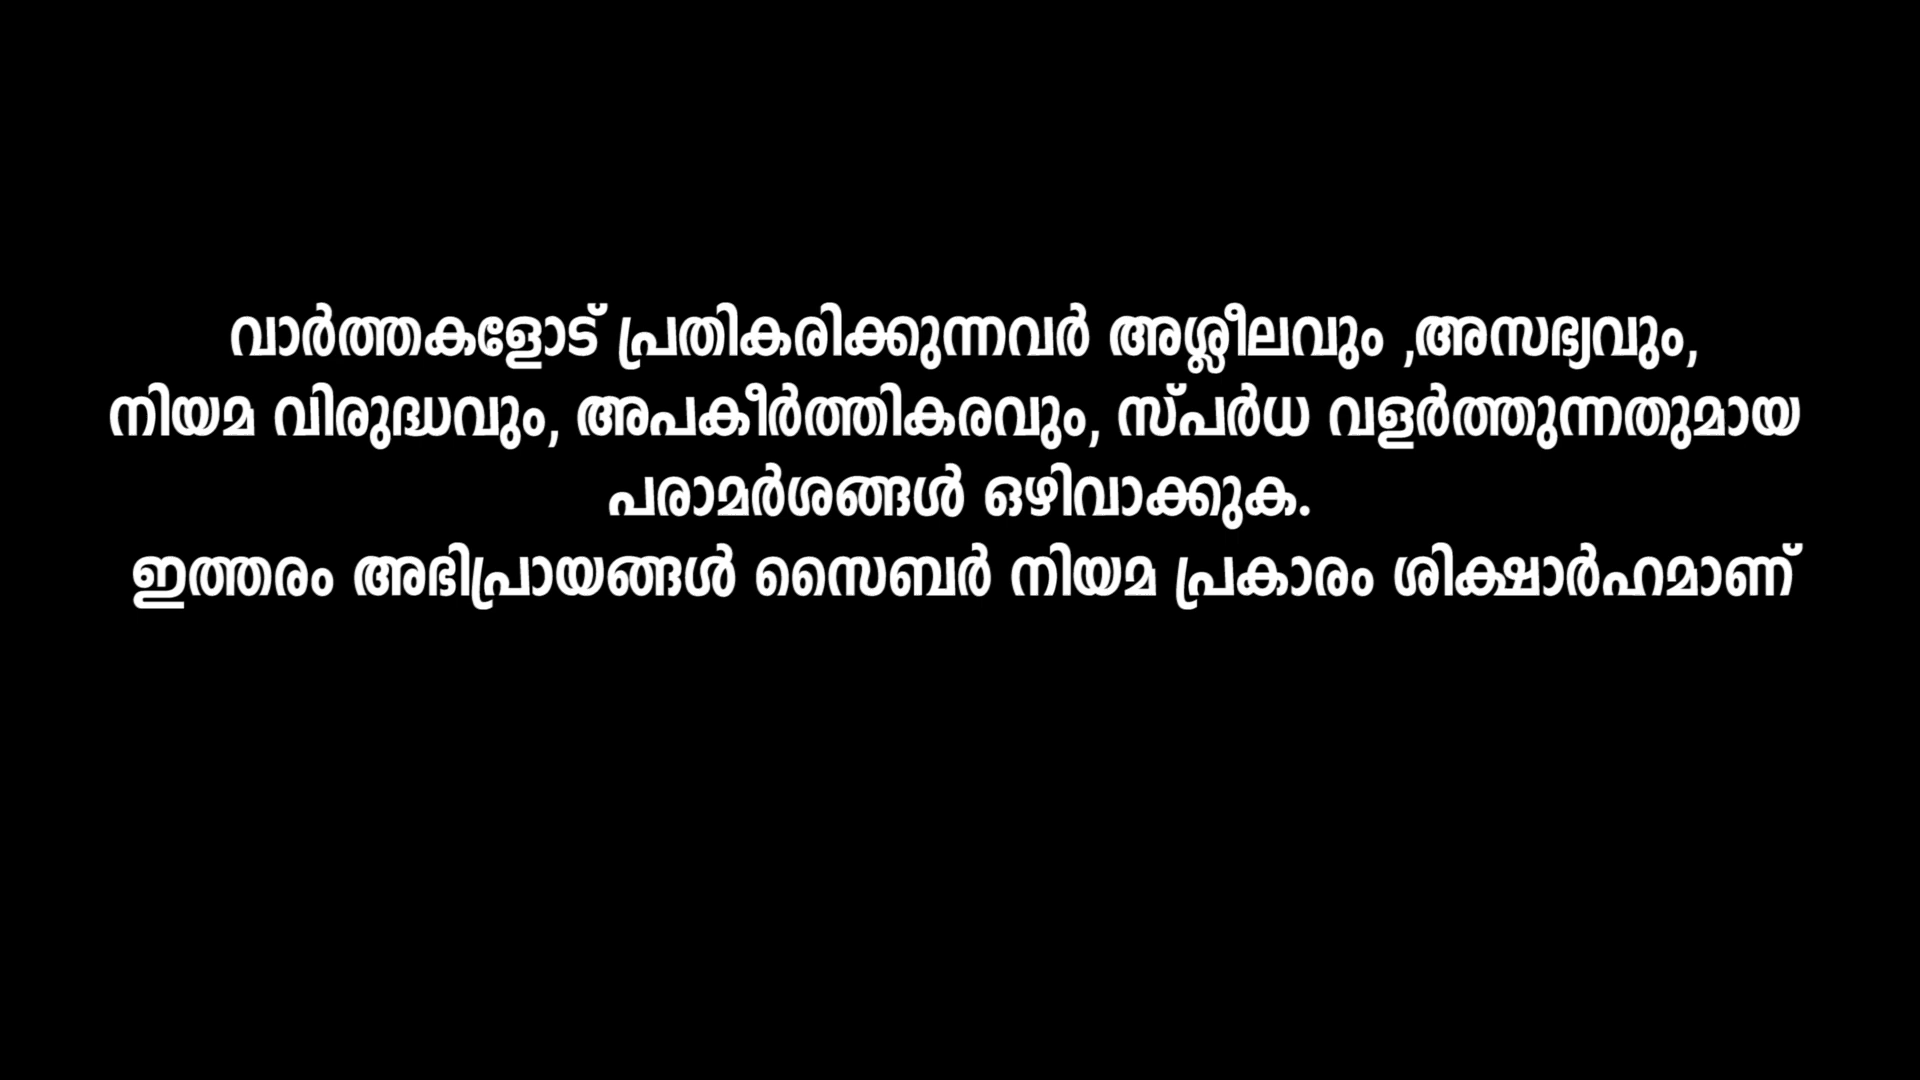 വാർത്തകളോട് പ്രതികരിക്കുന്നവർ അശ്ലീലവും ,അസഭ്യവും,
നിയമ വിരുദ്ധവും, അപകീർത്തികരവും, സ്പർധ വളർത്തുന്നതുമായ
പരാമർശങ്ങൾ ഒഴിവാക്കുക.
ഇത്തരം അഭിപ്രായങ്ങൾ സൈബർ നിയമ പ്രകാരം ശിക്ഷാർഹമാണ്